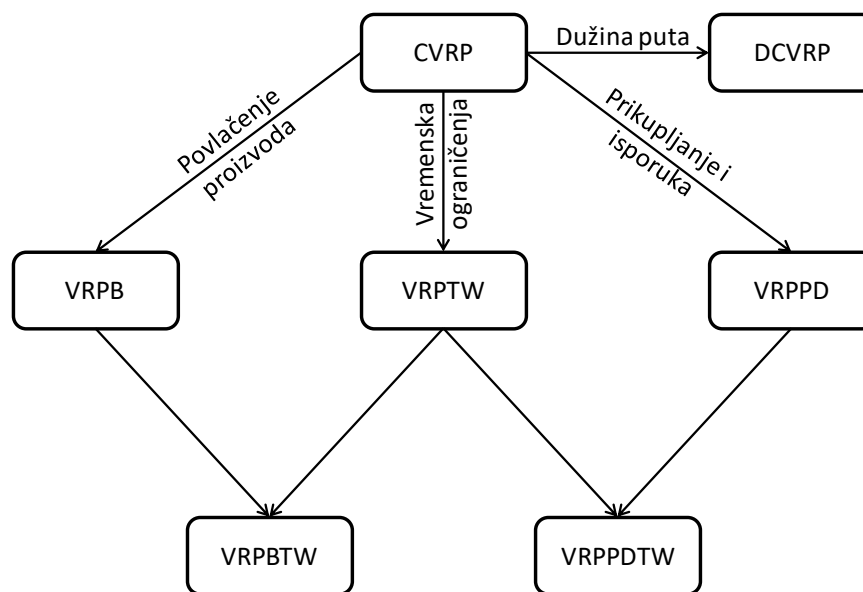 CVRP
Dužina puta
DCVRP
Povlačenje
proizvoda
Vremenska
ograničenja
Prikupljanje i
isporuka
VRPB
VRPTW
VRPPD
VRPBTW
VRPPDTW